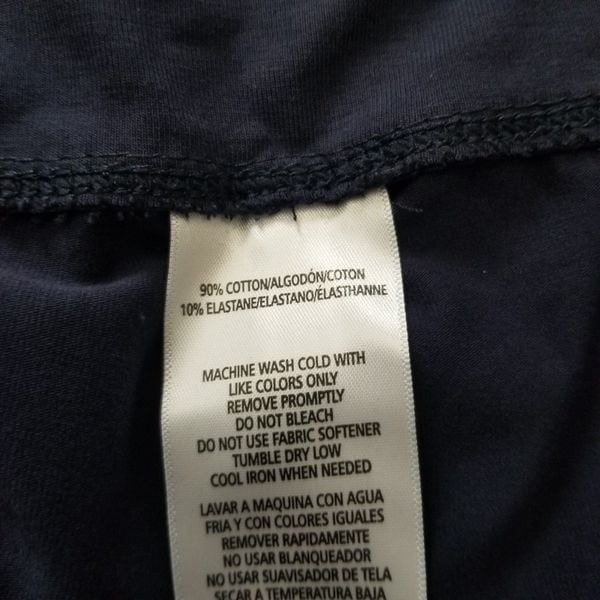 90% COTTON/ALGODÓN/COTON
10% ELASTANE/ELASTANO/ÉLASTHANNE
MACHINE WASH COLD WITH
LIKE COLORS ONLY
REMOVE PROMPTLY
DO NOT BLEACH
DO NOT USE FABRIC SOFTENER
TUMBLE DRY LOW
COOL IRON WHEN NEEDED
LAVAR A MAQUINA CON AGUA
FRIA Y CON COLORES IGUALES
REMOVER RAPIDAMENTE
NO USAR BLANQUEADOR
NO USAR SUAVISADOR DE TELA
SECAR A TEMPERATURA BAJA